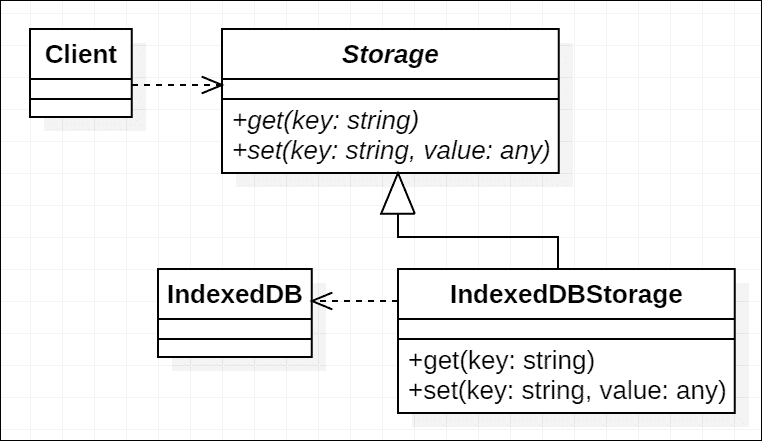 Client
Storage
+get(key: string)
+set(key: string, value: any)
IndexedDB
IndexedDBStorage
+get(key: string)
+set(key: string, value: any)